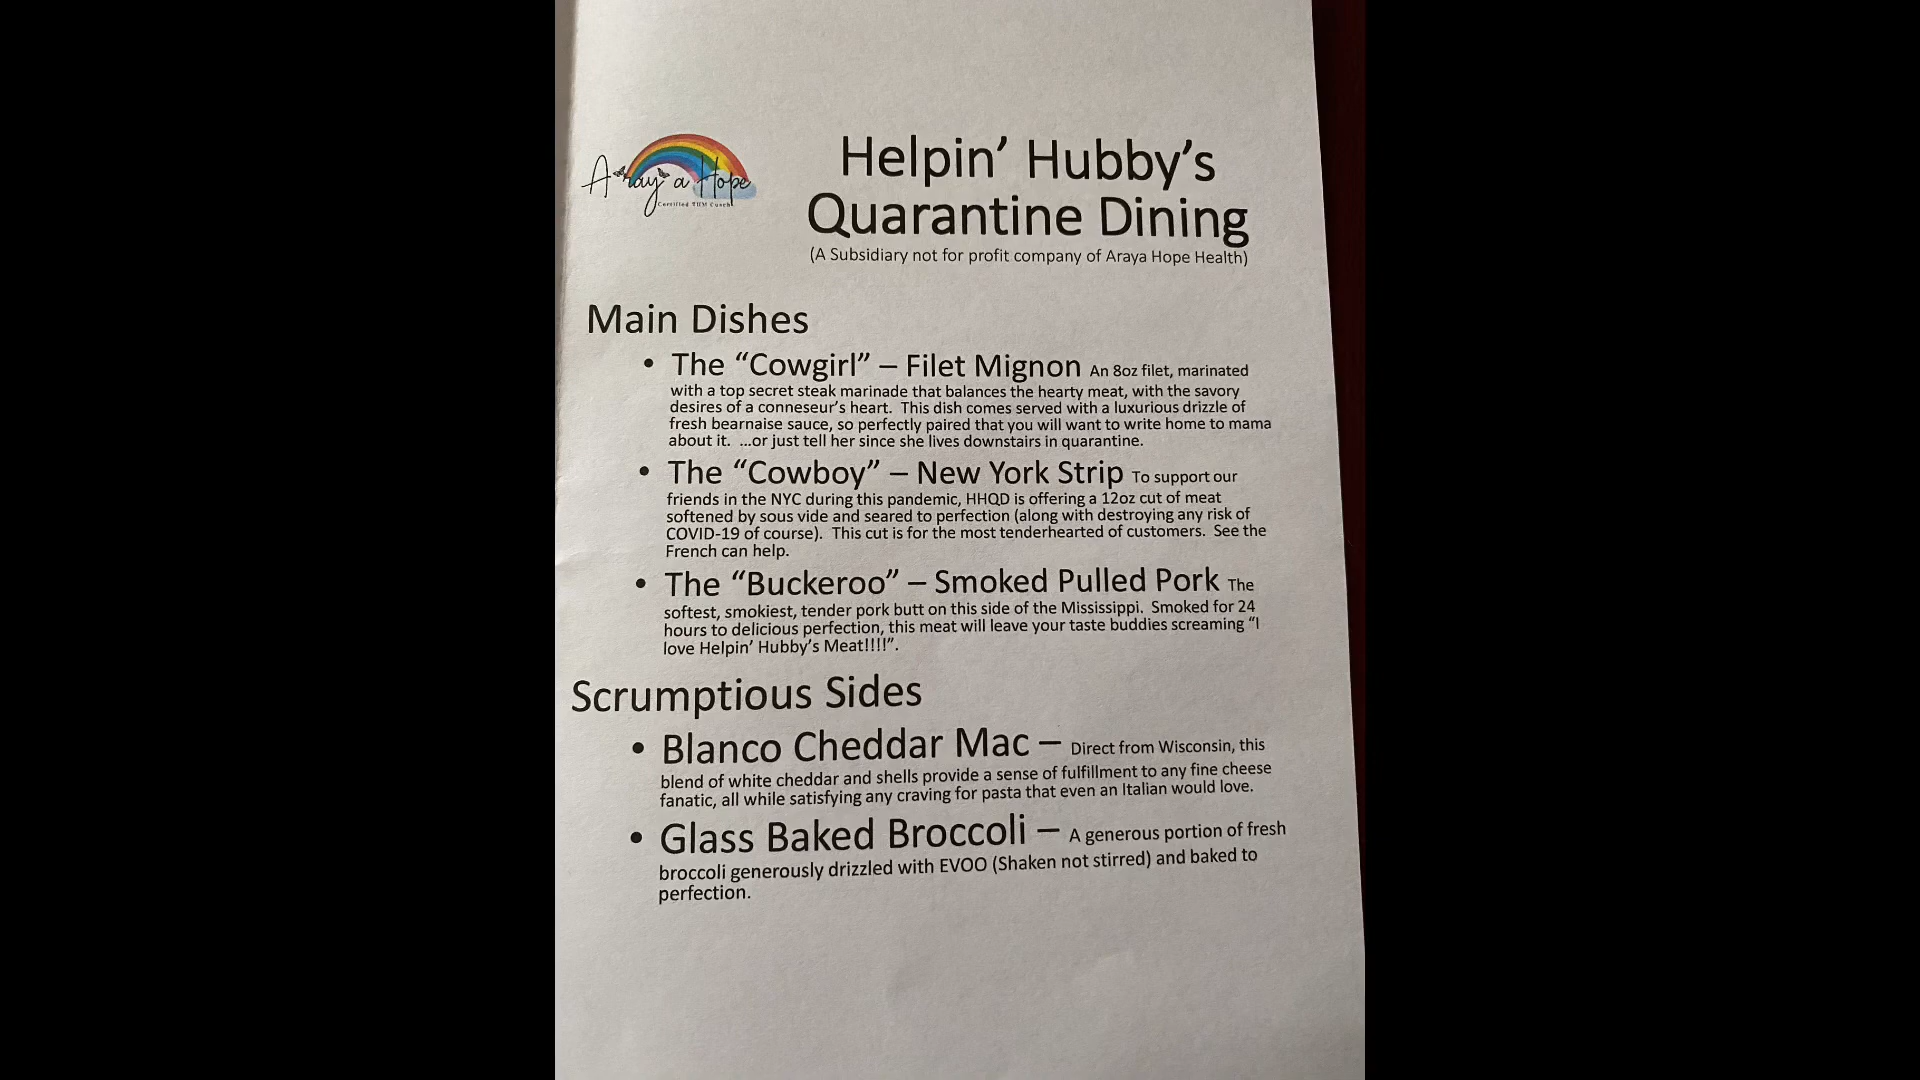 A ray a Hope
Certified TRM Coach
Helpin’ Hubby’s
Quarantine Dining
(A Subsidiary not for profit company of Araya Hope Health)
Main Dishes
• The “Cowgirl” – Filet Mignon An 8oz filet, marinated
with a top secret steak marinade that balances the hearty meat, with the savory
desires of a conneseur’s heart. This dish comes served with a luxurious drizzle of
fresh bearnaise sauce, so perfectly paired that you will want to write home to mama
about it. ...or just tell her since she lives downstairs in quarantine.
• The “Cowboy” – New York Strip To support our
friends in the NYC during this pandemic, HHQD is offering a 12oz cut of meat
softened by sous vide and seared to perfection (along with destroying any risk of
COVID-19 of course). This cut is for the most tenderhearted of customers. See the
French can help.
• The “Buckeroo” – Smoked Pulled Pork The
softest, smokiest, tender pork butt on this side of the Mississippi. Smoked for 24
hours to delicious perfection, this meat will leave your taste buddies screaming “I
love Helpin’ Hubby’s Meat!!!!”.
Scrumptious Sides
• Blanco Cheddar Mac – Direct from Wisconsin, this
blend of white cheddar and shells provide a sense of fulfillment to any fine cheese
fanatic, all while satisfying any craving for pasta that even an Italian would love.
• Glass Baked Broccoli – A generous portion of fresh
broccoli generously drizzled with EVOO (Shaken not stirred) and baked to
perfection.